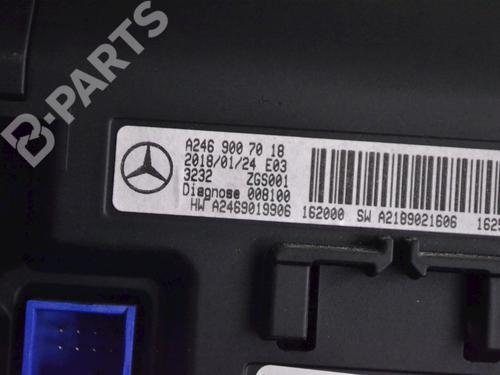 B-PARTS
A246 900 70 18
2018/01/24 E03
3232 ZGS001
Diagnose 008100
HW A2469019906 162000 SW A2189021606